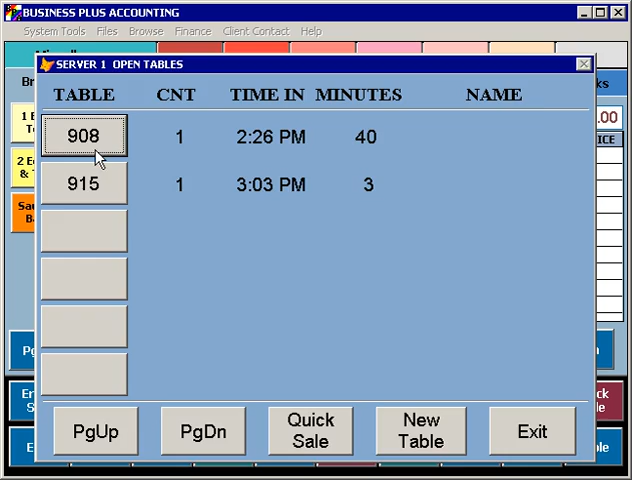 BUSINESS PLUS ACCOUNTING
System Tools Files Browse Finance Client Contact Help
SERVER 1 OPEN TABLES
TABLE CNT TIME IN MINUTES NAME
908 1 2:26 PM 40
915 1 3:03 PM 3
PgUp PgDn Quick Sale New Table Exit
.00
ICE